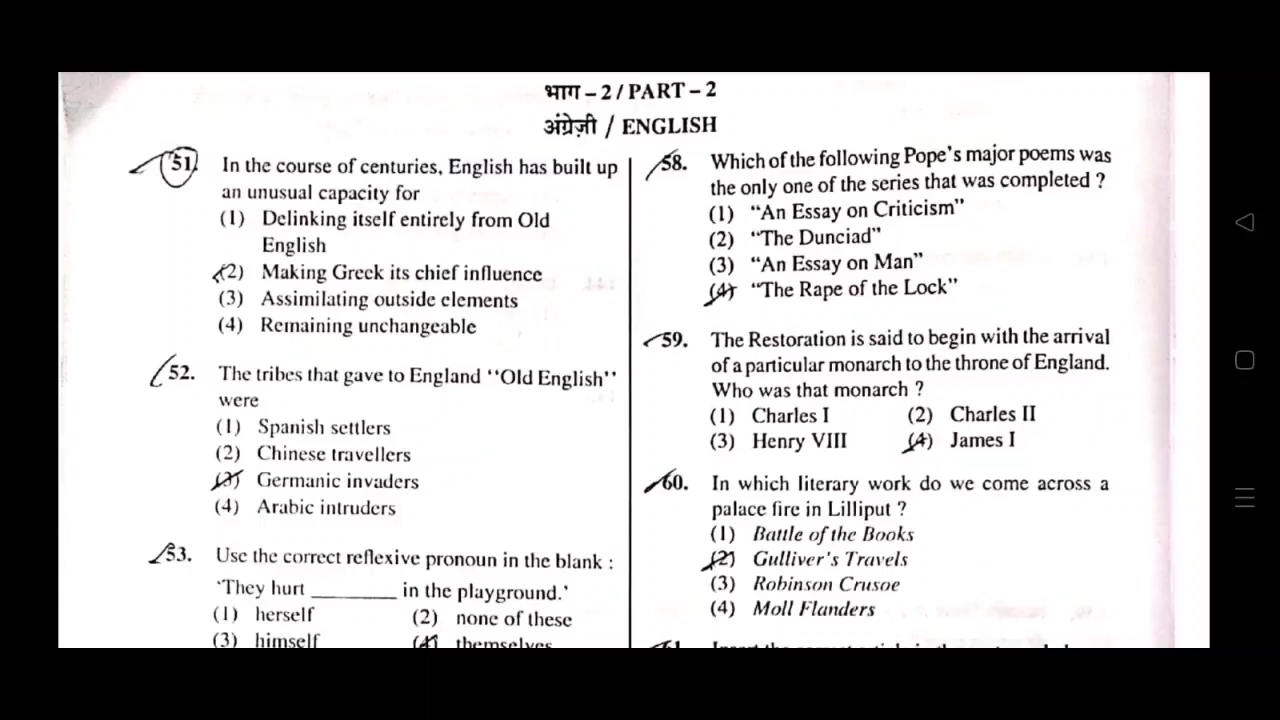 भाग – 2 / PART – 2
अंग्रेज़ी / ENGLISH
51. In the course of centuries, English has built up
an unusual capacity for
(1) Delinking itself entirely from Old
English
(2) Making Greek its chief influence
(3) Assimilating outside elements
(4) Remaining unchangeable
52. The tribes that gave to England "Old English"
were
(1) Spanish settlers
(2) Chinese travellers
(3) Germanic invaders
(4) Arabic intruders
53. Use the correct reflexive pronoun in the blank :
'They hurt ________ in the playground.'
(1) herself (2) none of these
(3) himself (4) themselves
58. Which of the following Pope's major poems was
the only one of the series that was completed ?
(1) "An Essay on Criticism"
(2) "The Dunciad"
(3) "An Essay on Man"
(4) "The Rape of the Lock"
59. The Restoration is said to begin with the arrival
of a particular monarch to the throne of England.
Who was that monarch ?
(1) Charles I (2) Charles II
(3) Henry VIII (4) James I
60. In which literary work do we come across a
palace fire in Lilliput ?
(1) Battle of the Books
(2) Gulliver's Travels
(3) Robinson Crusoe
(4) Moll Flanders
61.